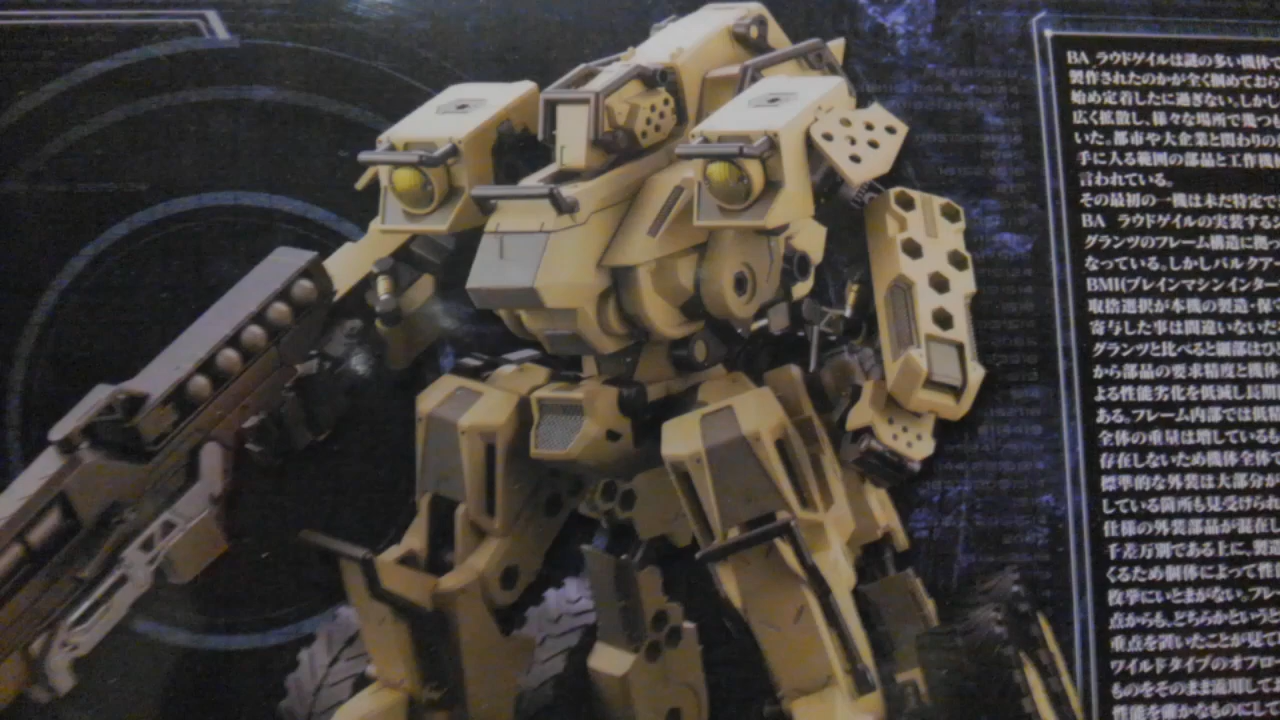 BA ラウドゲイルは謎の多い機体で
製作されたのかが全く掴めておら
始め定着したに過ぎない。しかし
広く拡散し、様々な場所で幾つも
いた。都市や大企業と関わりの
手に入る範囲の部品と工作機
言われている。
その最初の一機は未だ特定で
BA ラウドゲイルの実装する
グランツのフレーム構造に拠っ
なっている。しかしバルクアー
BMI(ブレインマシンインター
取捨選択が本機の製造・保
寄与した事は間違いないだ
グランツと比べると細部はひ
から部品の要求精度と機体
よる性能劣化を低減し長期
ある。フレーム内部では低
全体の重量は増しているも
存在しないため機体全体で
標準的な外装は大部分が
している箇所も見受けられ
仕様の外装部品が混在し
千差万別である上に、製造
くるため個体によって性
枚挙にいとまがない。フレー
点からも、どちらかというと
重点を置いたことが見て
ワイルドタイプのオフロー
ものをそのまま流用してお
性能を確かなものにして